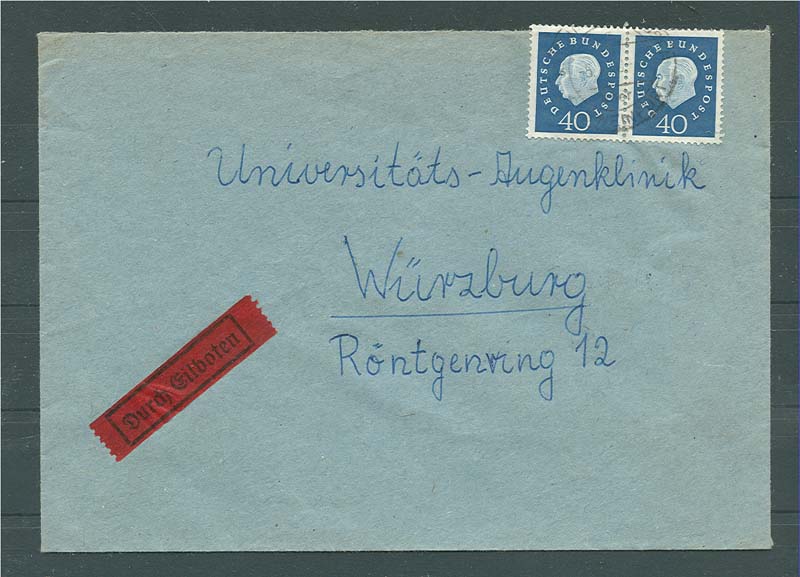 DEUTSCHE BUNDESPOST
40
DEUTSCHE BUNDESPOST
40
Universitäts-Augenklinik
Würzburg
Röntgenring 12
Durch Eilboten